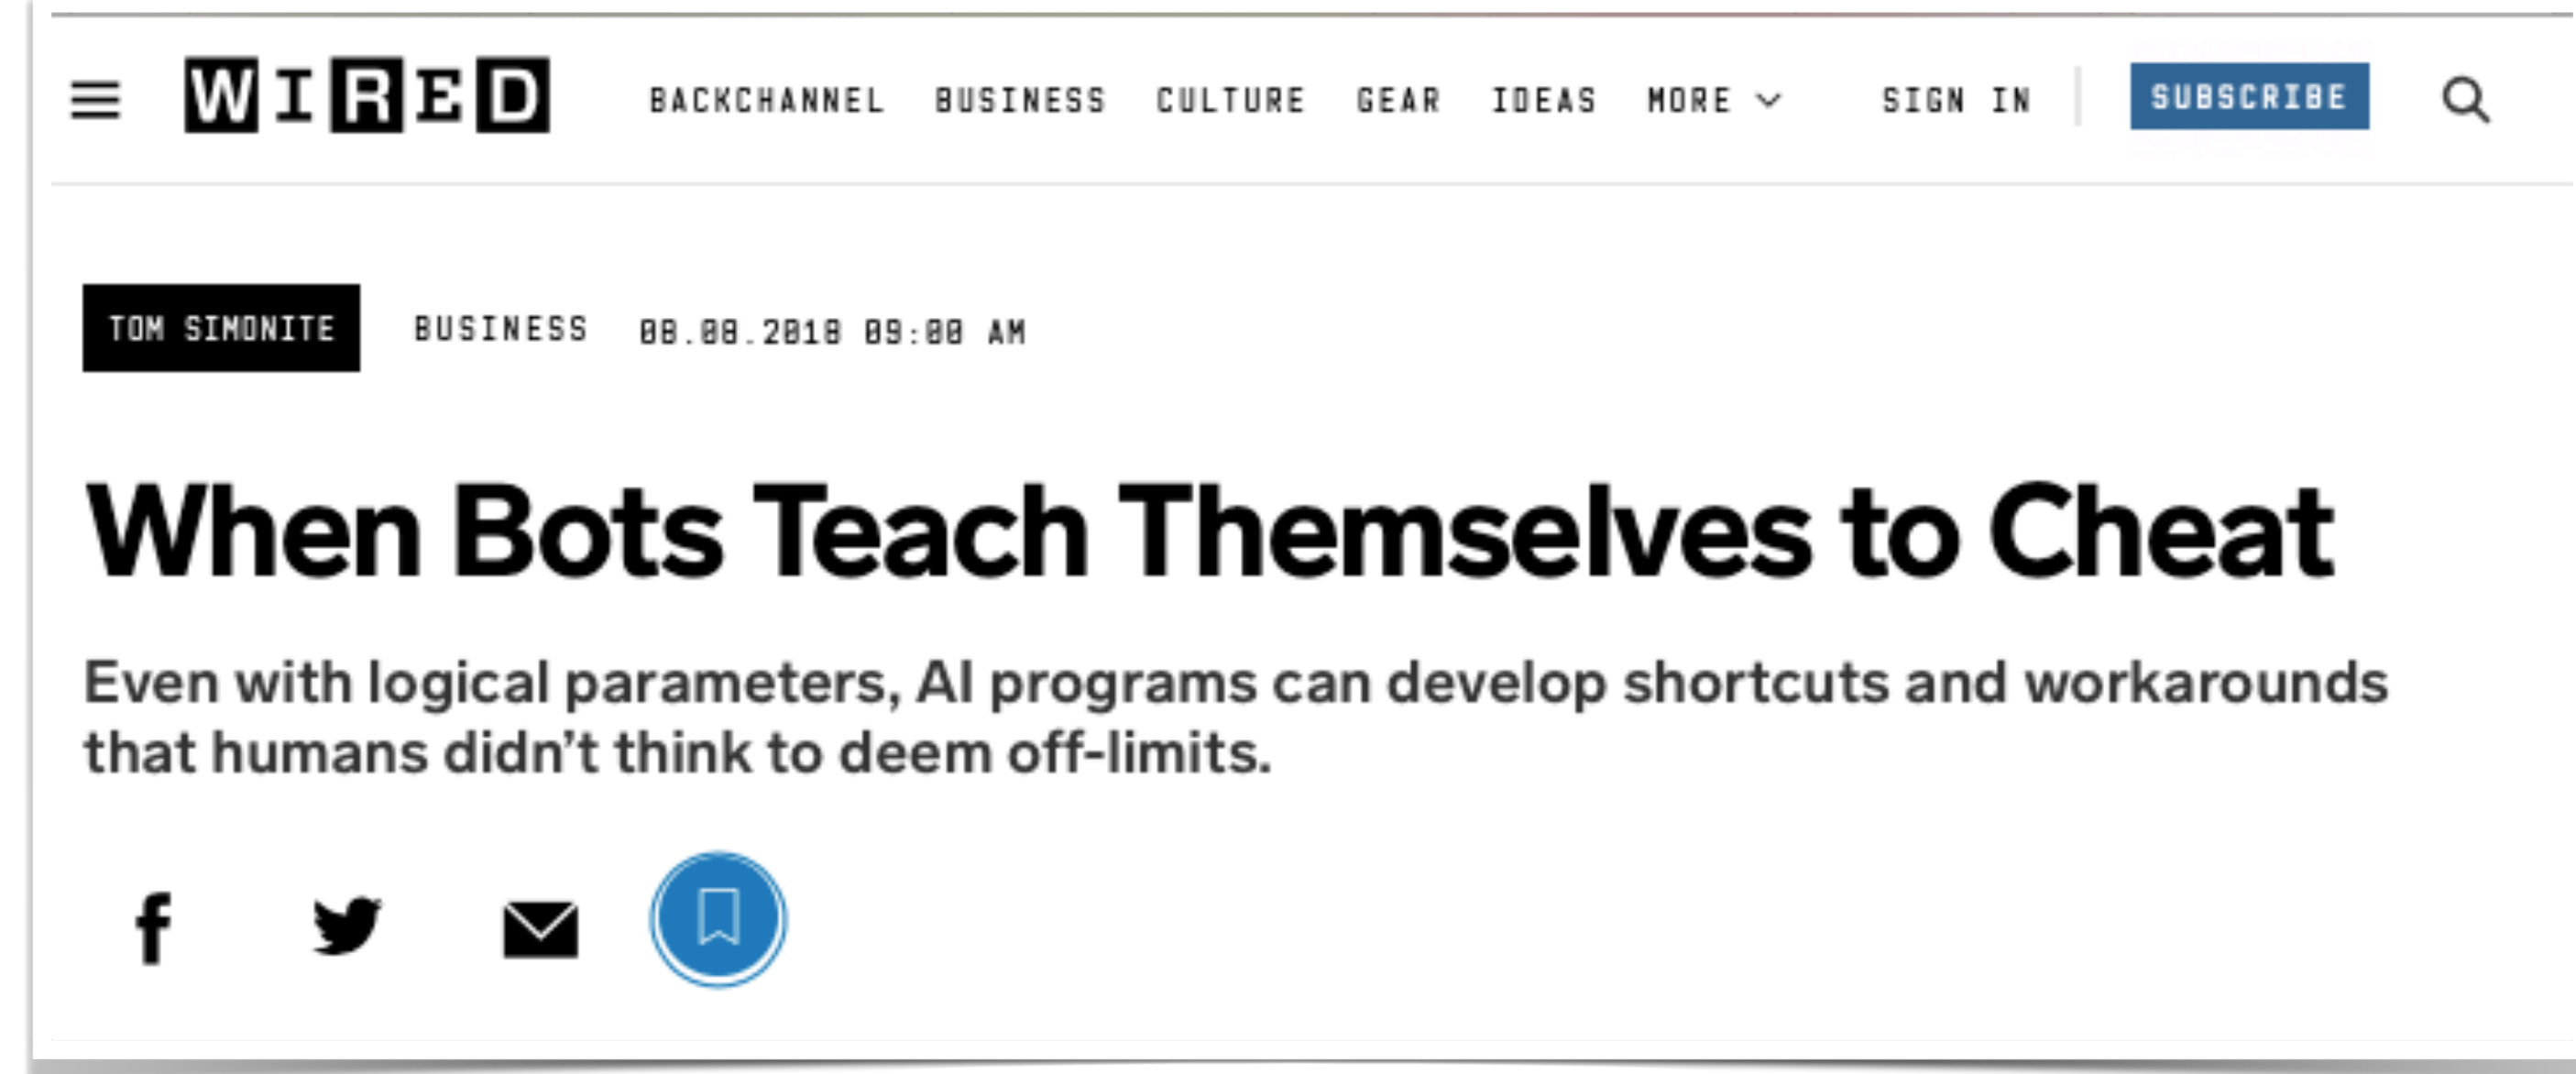 WIRED BACKCHANNEL BUSINESS CULTURE GEAR IDEAS MORE SIGN IN SUBSCRIBE
TOM SIMONITE BUSINESS 08.08.2018 09:00 AM
When Bots Teach Themselves to Cheat
Even with logical parameters, AI programs can develop shortcuts and workarounds
that humans didn't think to deem off-limits.